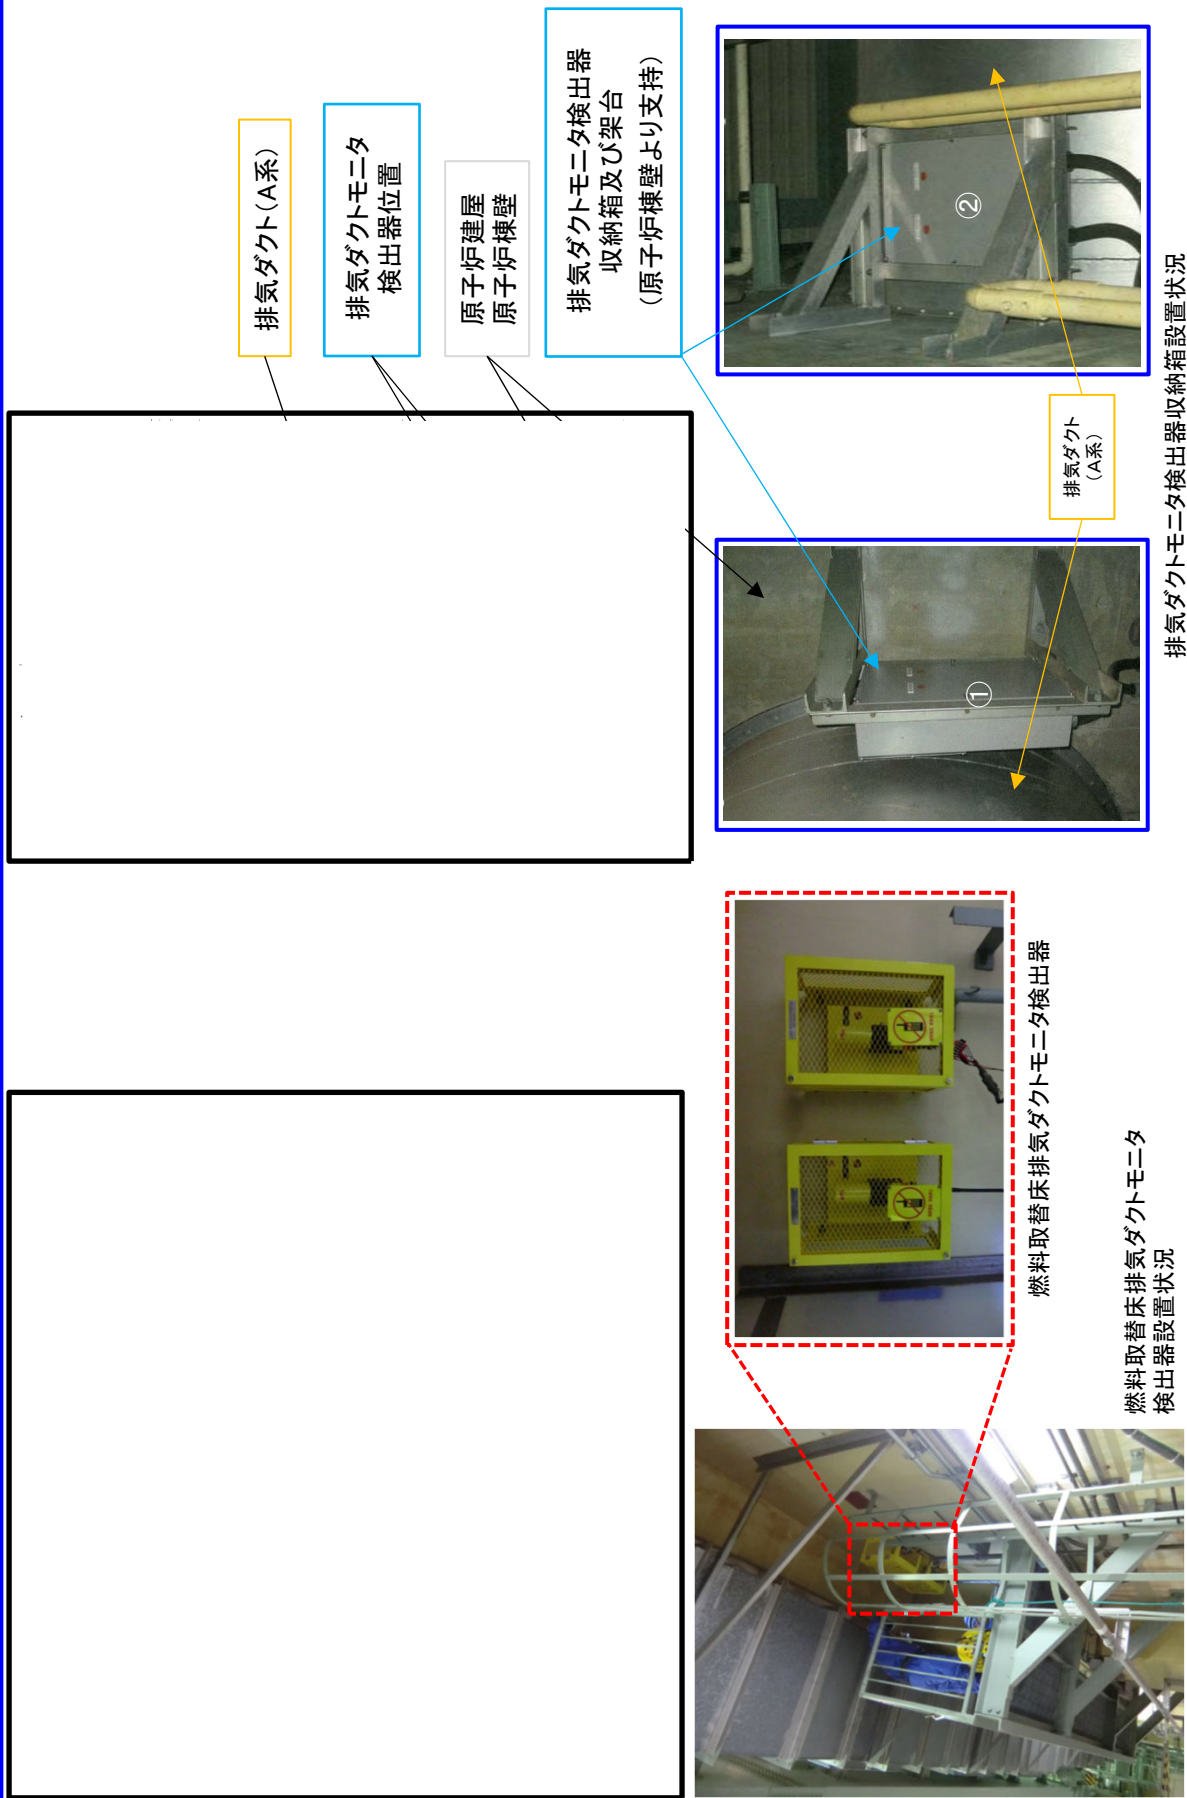 排気ダクト(A系)
排気ダクトモニタ
検出器位置
原子炉建屋
原子炉棟壁
排気ダクトモニタ検出器
収納箱及び架台
(原子炉棟壁より支持)
②
排気ダクト
(A系)
①
排気ダクトモニタ検出器収納箱設置状況
燃料取替床排気ダクトモニタ検出器
燃料取替床排気ダクトモニタ
検出器設置状況